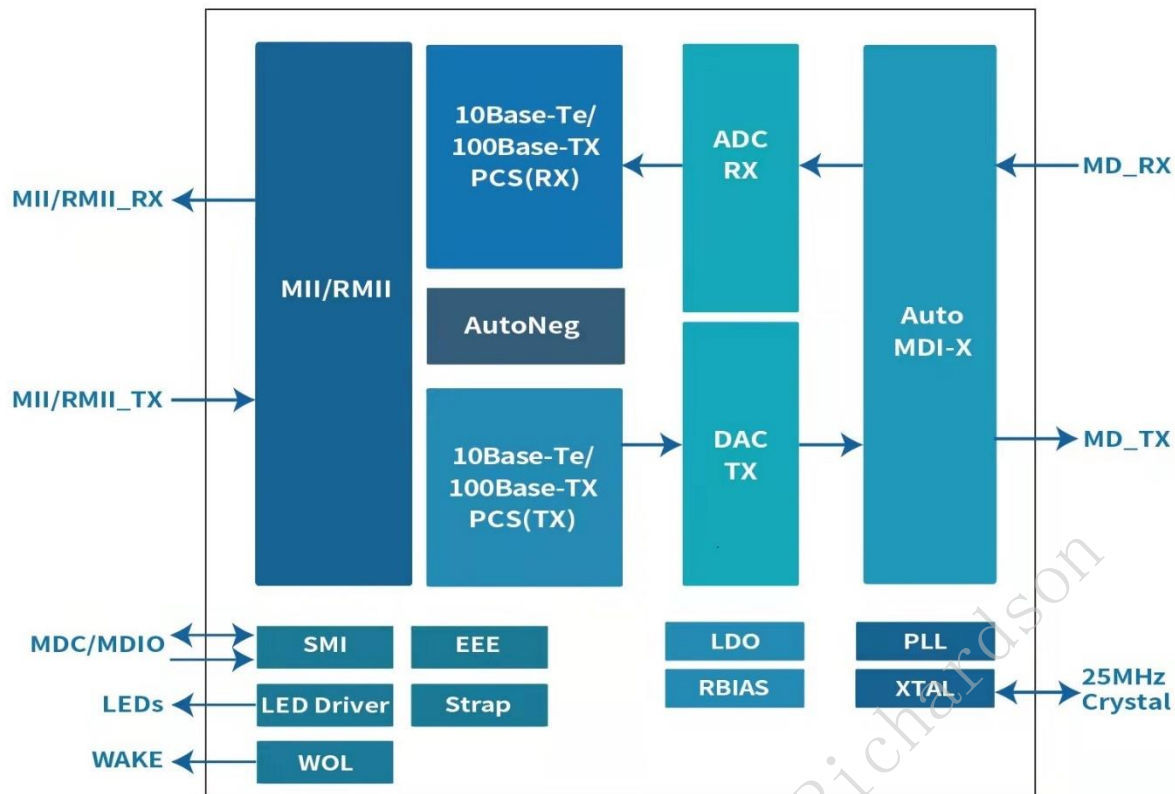 10Base-Te/
100Base-TX
PCS(RX)
ADC
RX
MD_RX
MII/RMII_RX
MII/RMII
AutoNeg
Auto
MDI-X
MII/RMII_TX
10Base-Te/
100Base-TX
PCS(TX)
DAC
TX
MD_TX
MDC/MDIO
SMI
EEE
LDO
PLL
LEDs
LED Driver
Strap
RBIAS
XTAL
25MHz
Crystal
WAKE
WOL
Richardson